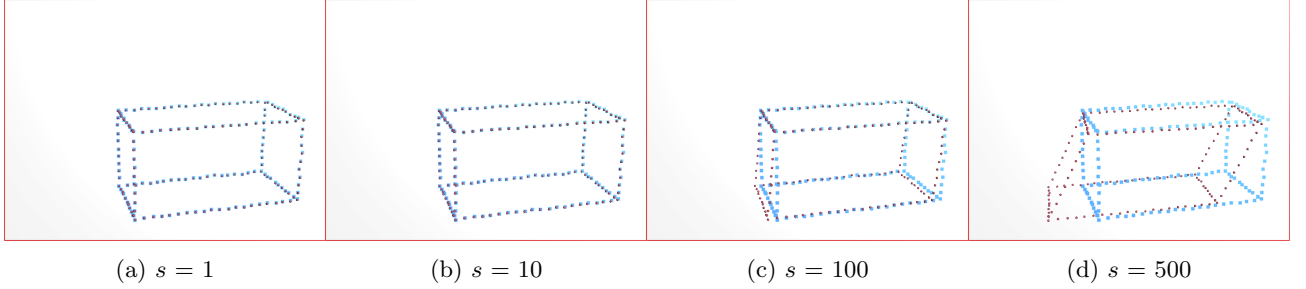 (a) s = 1
(b) s = 10
(c) s = 100
(d) s = 500